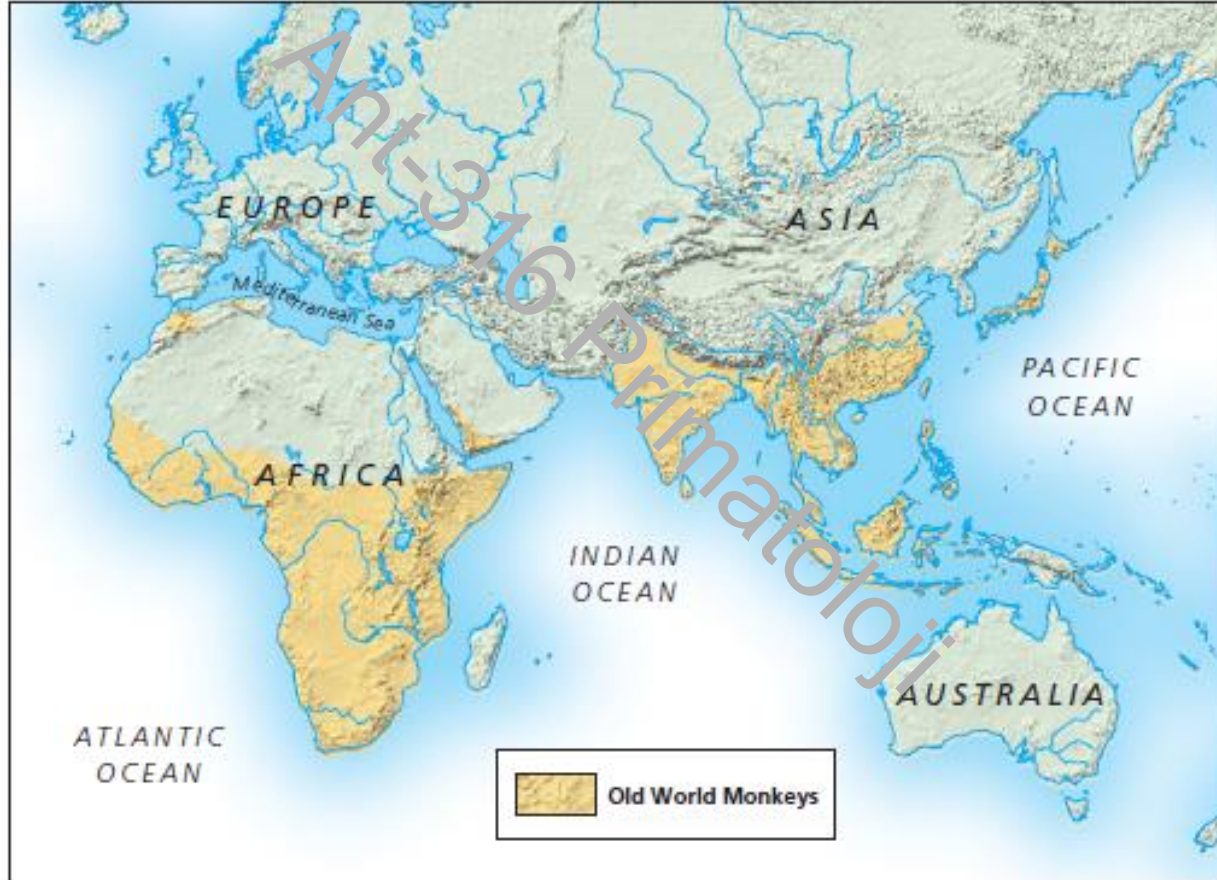 Ant-316 Primatoloji
EUROPE
ASIA
Mediterranean Sea
PACIFIC
OCEAN
AFRICA
INDIAN
OCEAN
AUSTRALIA
ATLANTIC
OCEAN
Old World Monkeys